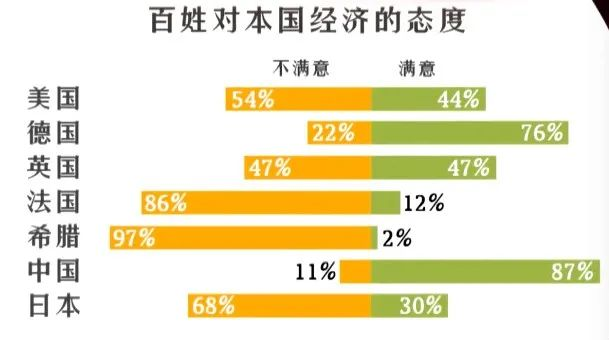 百姓对本国经济的态度
不满意 满意
美国 54% 44%
德国 22% 76%
英国 47% 47%
法国 86% 12%
希腊 97% 2%
中国 11% 87%
日本 68% 30%